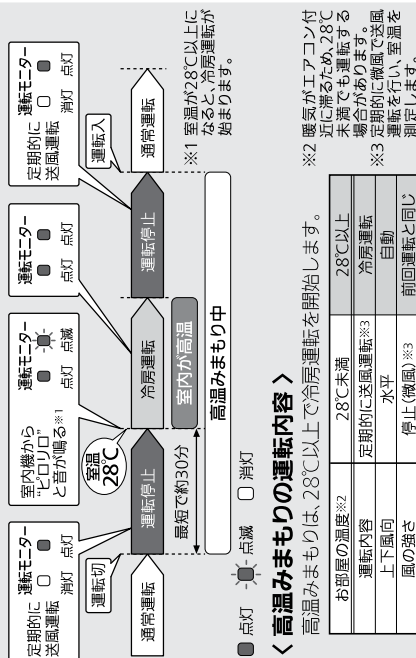 定期的に
送風運転
運転モニター
消灯 点灯
室内機から
“ピロリロ”
と音が鳴る※1
運転モニター
点灯 点滅
運転モニター
点灯 点灯
定期的に
送風運転
運転モニター
消灯 点灯
運転切
室温
28℃
運転入
通常運転
運転停止
冷房運転
運転停止
通常運転
最短で約30分
室内が高温
高温みまもり中
点灯 点滅 消灯
※1 室温が28℃以上に
なると、冷房運転が
始まります。
〈 高温みまもりの運転内容 〉
高温みまもりは、28℃以上で冷房運転を開始します。
お部屋の温度※2 28℃未満 28℃以上
運転内容 定期的に送風運転※3 冷房運転
上下風向 水平 自動
風の強さ 停止(微風)※3 前回運転と同じ
※2 暖気がエアコン付
近に滞るため、28℃
未満でも運転する
場合があります。
※3 定期的に微風で送風
運転を行い、室温を
測定します。